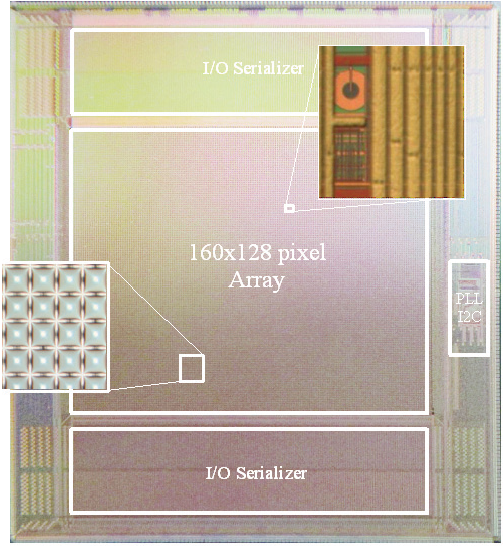 I/O Serializer
160x128 pixel
Array
PLL
I2C
I/O Serializer